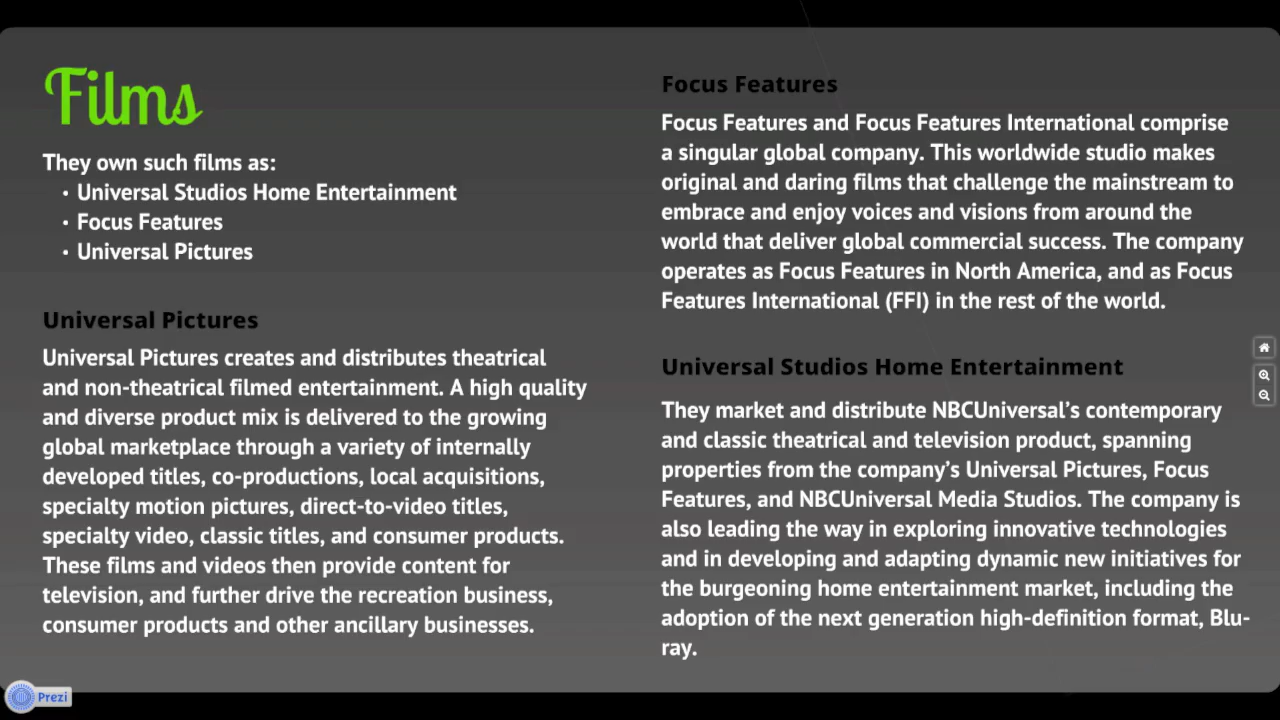 Films
They own such films as:
• Universal Studios Home Entertainment
• Focus Features
• Universal Pictures
Universal Pictures
Universal Pictures creates and distributes theatrical
and non-theatrical filmed entertainment. A high quality
and diverse product mix is delivered to the growing
global marketplace through a variety of internally
developed titles, co-productions, local acquisitions,
specialty motion pictures, direct-to-video titles,
specialty video, classic titles, and consumer products.
These films and videos then provide content for
television, and further drive the recreation business,
consumer products and other ancillary businesses.
Focus Features
Focus Features and Focus Features International comprise
a singular global company. This worldwide studio makes
original and daring films that challenge the mainstream to
embrace and enjoy voices and visions from around the
world that deliver global commercial success. The company
operates as Focus Features in North America, and as Focus
Features International (FFI) in the rest of the world.
Universal Studios Home Entertainment
They market and distribute NBCUniversal's contemporary
and classic theatrical and television product, spanning
properties from the company's Universal Pictures, Focus
Features, and NBCUniversal Media Studios. The company is
also leading the way in exploring innovative technologies
and in developing and adapting dynamic new initiatives for
the burgeoning home entertainment market, including the
adoption of the next generation high-definition format, Blu-
ray.
Prezi